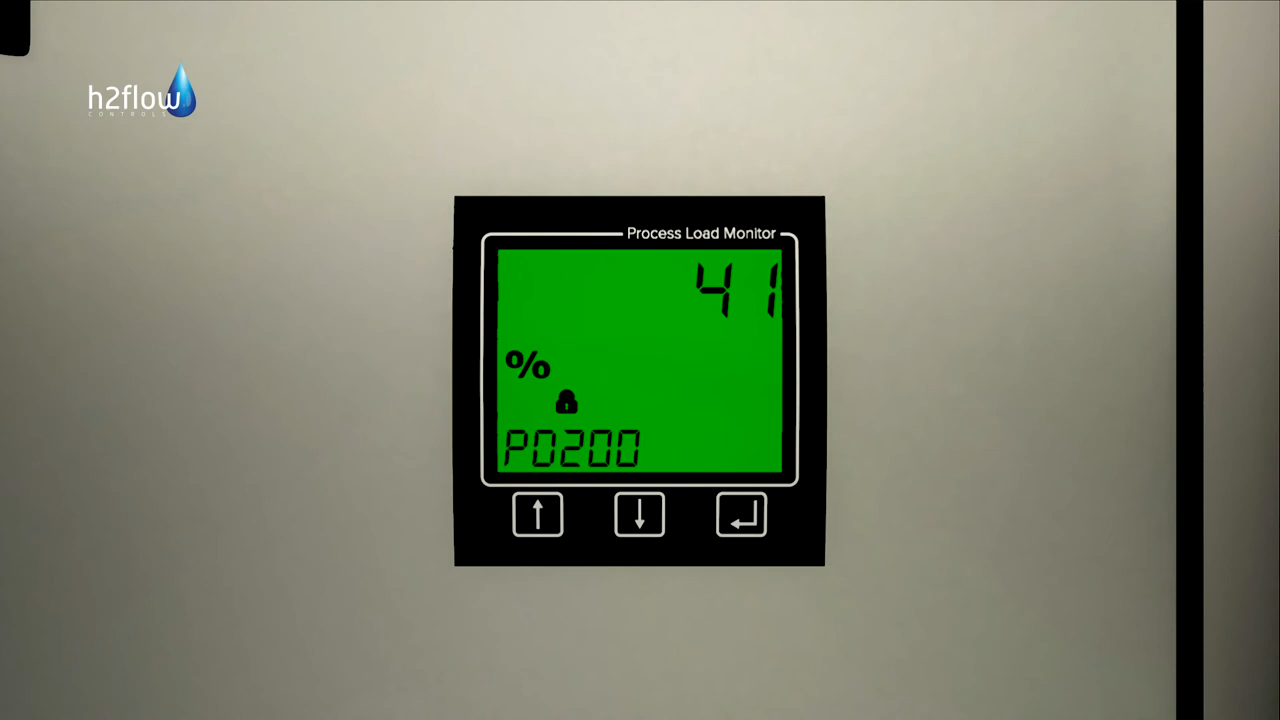 h2flow
CONTROLS
Process Load Monitor
41
%
P0200